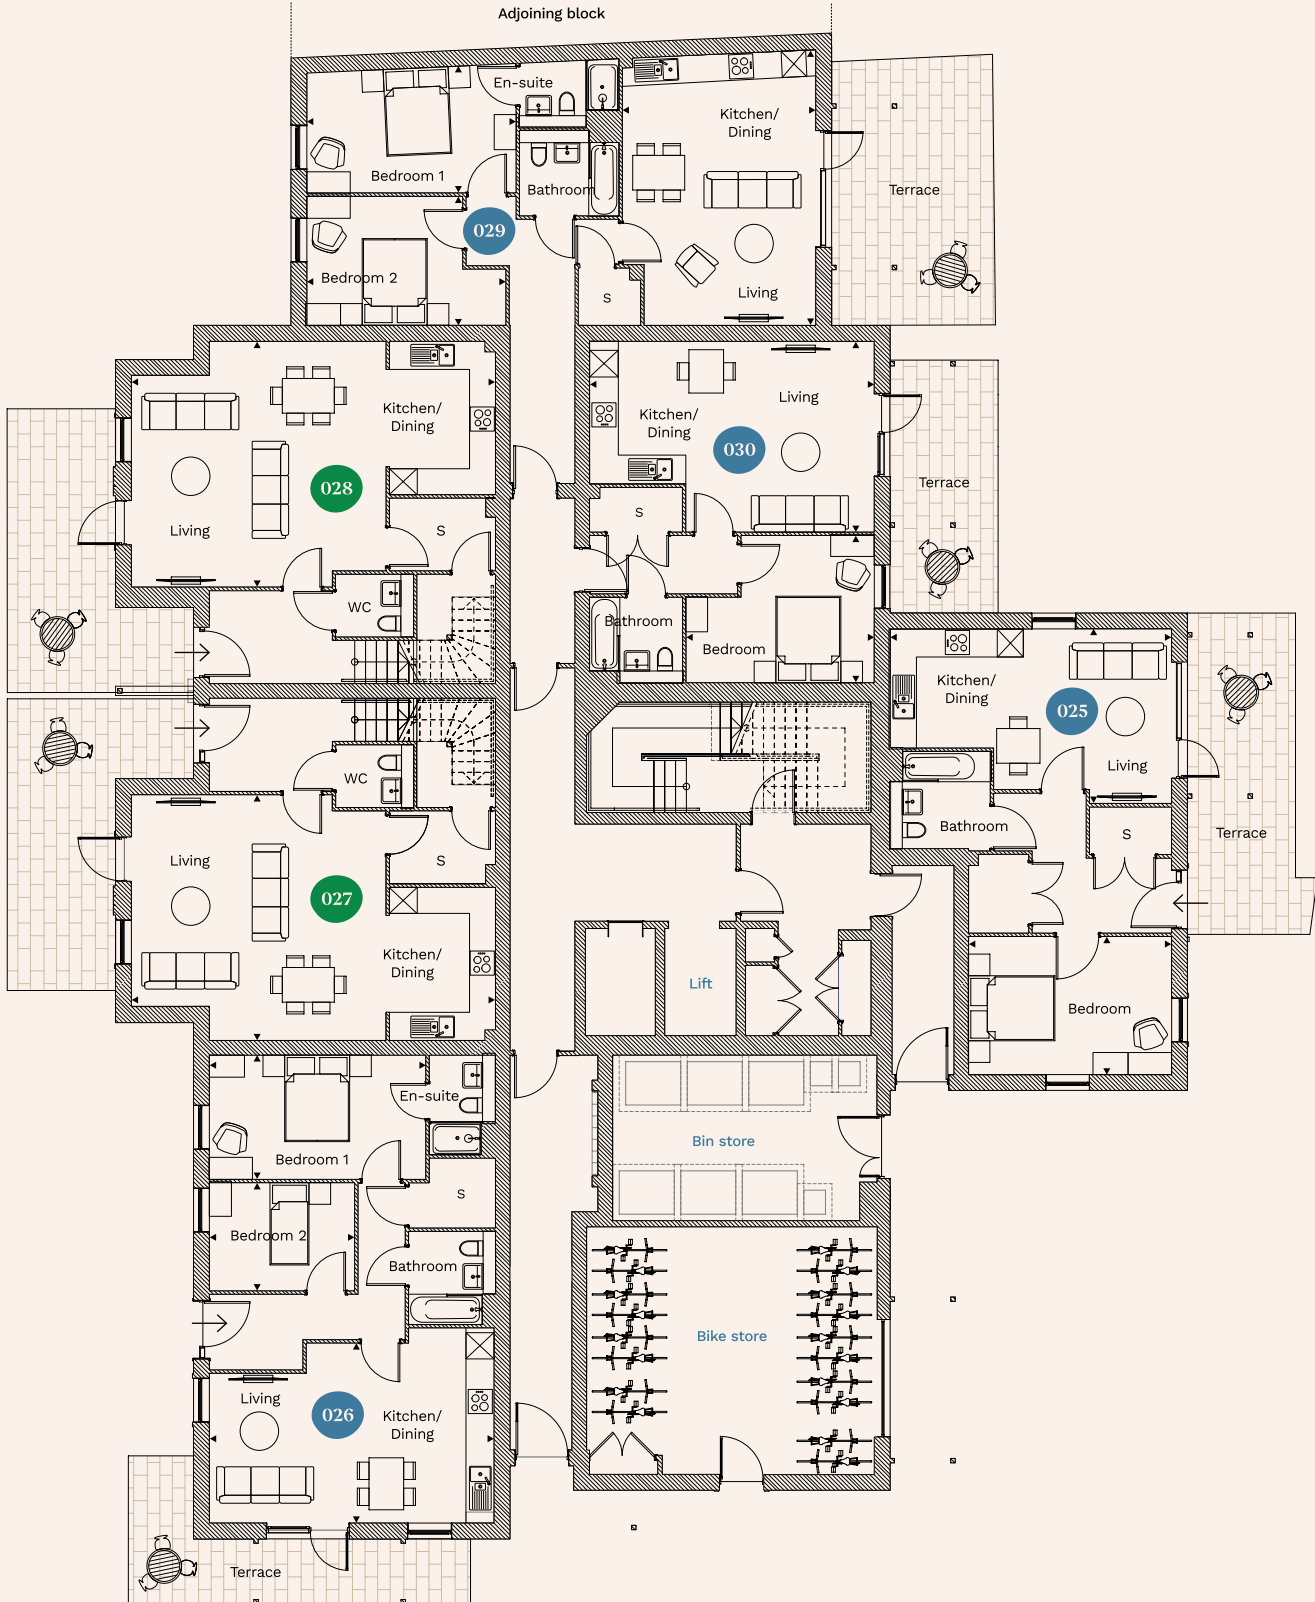 Adjoining block
En-suite
Kitchen/
Dining
Bedroom 1
Bathroom
Terrace
029
Bedroom 2
Living
S
Kitchen/
Dining
Living
Kitchen/
Dining
030
Terrace
028
Living
S
S
WC
Bathroom
Bedroom
Kitchen/
Dining
025
Living
WC
Bathroom
S
Terrace
Living
S
027
Kitchen/
Dining
Lift
Bedroom
En-suite
Bedroom 1
Bin store
S
Bedroom 2
Bathroom
Bike store
Living
026
Kitchen/
Dining
Terrace